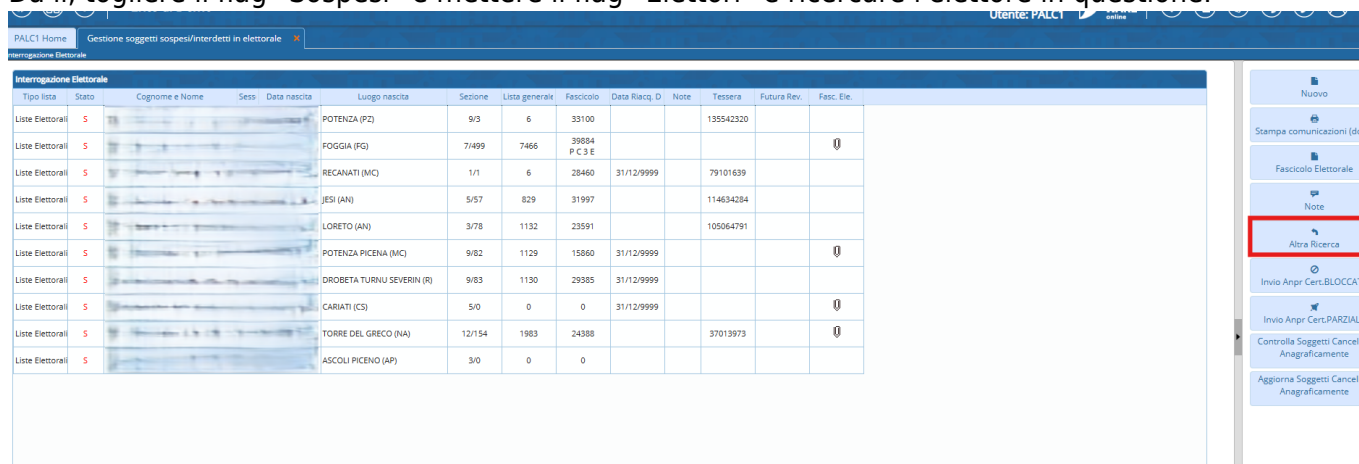 Da lì, togliere il flag "Sospesi" e mettere il flag "Elettori" e ricercare l'elettore in questione.
Utente: PALC1
online
PALC1 Home
Gestione soggetti sospesi/interdetti in elettorale x
Interrogazione Elettorale
Interrogazione Elettorale
Tipo lista Stato Cognome e Nome Sess Data nascita Luogo nascita Sezione Lista generale Fascicolo Data Riacq. D Note Tessera Futura Rev. Fasc. Ele.
Liste Elettorali S POTENZA (PZ) 9/3 6 33100 135542320
Liste Elettorali S FOGGIA (FG) 7/499 7466 39884
P C 3 E
Liste Elettorali S RECANATI (MC) 1/1 6 28460 31/12/9999 79101639
Liste Elettorali S JESI (AN) 5/57 829 31997 114634284
Liste Elettorali S LORETO (AN) 3/78 1132 23591 105064791
Liste Elettorali S POTENZA PICENA (MC) 9/82 1129 15860 31/12/9999
Liste Elettorali S DROBETA TURNU SEVERIN (R) 9/83 1130 29385 31/12/9999
Liste Elettorali S CARIATI (CS) 5/0 0 0 31/12/9999
Liste Elettorali S TORRE DEL GRECO (NA) 12/154 1983 24388 37013973
Liste Elettorali S ASCOLI PICENO (AP) 3/0 0 0
Nuovo
Stampa comunicazioni (do
Fascicolo Elettorale
Note
Altra Ricerca
Invio Anpr Cert.BLOCCAT
Invio Anpr Cert.PARZIAL
Controlla Soggetti Cancel
Anagraficamente
Aggiorna Soggetti Cancel
Anagraficamente